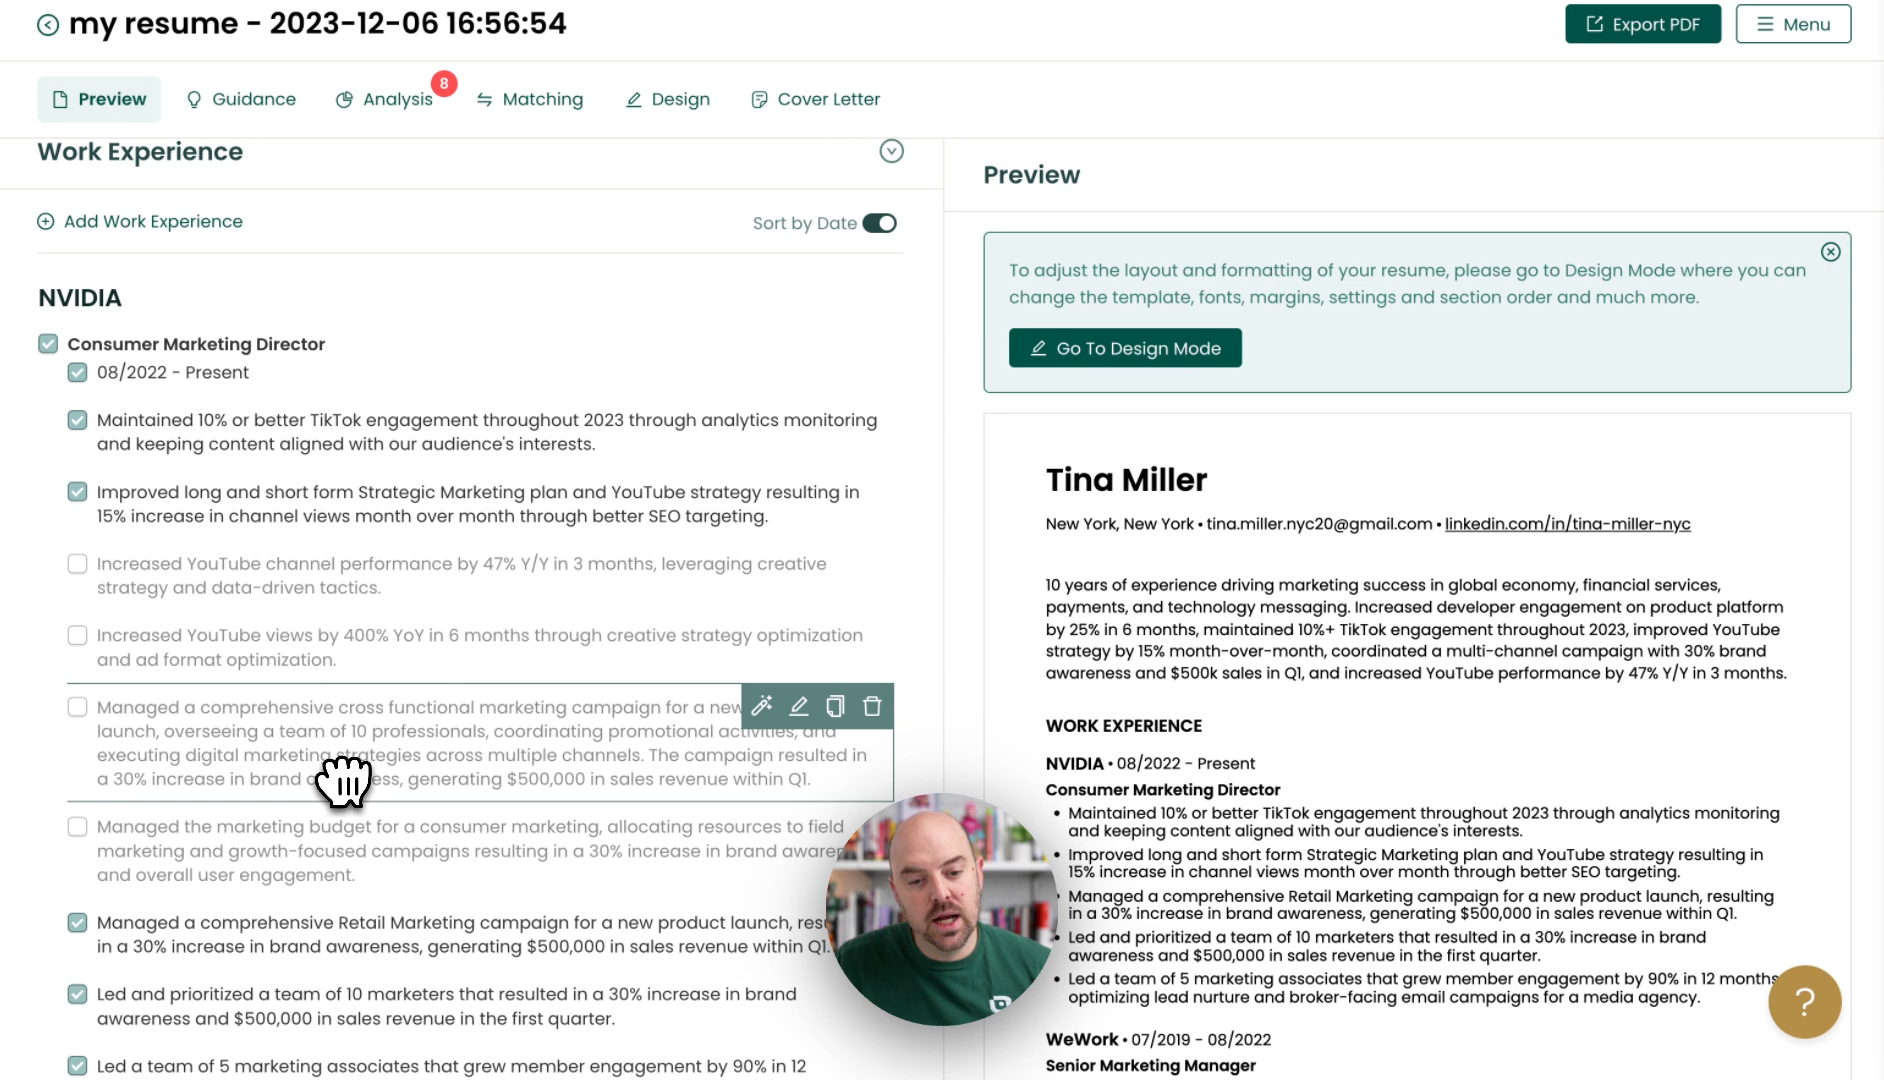 my resume - 2023-12-06 16:56:54
Export PDF
Menu
Preview
Guidance
Analysis
8
Matching
Design
Cover Letter
Work Experience
Add Work Experience
Sort by Date
NVIDIA
Consumer Marketing Director
08/2022 - Present
Maintained 10% or better TikTok engagement throughout 2023 through analytics monitoring
and keeping content aligned with our audience's interests.
Improved long and short form Strategic Marketing plan and YouTube strategy resulting in
15% increase in channel views month over month through better SEO targeting.
Increased YouTube channel performance by 47% Y/Y in 3 months, leveraging creative
strategy and data-driven tactics.
Increased YouTube views by 400% YoY in 6 months through creative strategy optimization
and ad format optimization.
Managed a comprehensive cross functional marketing campaign for a new
launch, overseeing a team of 10 professionals, coordinating promotional activities, and
executing digital marketing strategies across multiple channels. The campaign resulted in
a 30% increase in brand ess, generating $500,000 in sales revenue within Q1.
Managed the marketing budget for a consumer marketing, allocating resources to field
marketing and growth-focused campaigns resulting in a 30% increase in brand awaren
and overall user engagement.
Managed a comprehensive Retail Marketing campaign for a new product launch, resu
in a 30% increase in brand awareness, generating $500,000 in sales revenue within Q1.
Led and prioritized a team of 10 marketers that resulted in a 30% increase in brand
awareness and $500,000 in sales revenue in the first quarter.
Led a team of 5 marketing associates that grew member engagement by 90% in 12
Preview
To adjust the layout and formatting of your resume, please go to Design Mode where you can
change the template, fonts, margins, settings and section order and much more.
Go To Design Mode
Tina Miller
New York, New York • tina.miller.nyc20@gmail.com • linkedin.com/in/tina-miller-nyc
10 years of experience driving marketing success in global economy, financial services,
payments, and technology messaging. Increased developer engagement on product platform
by 25% in 6 months, maintained 10%+ TikTok engagement throughout 2023, improved YouTube
strategy by 15% month-over-month, coordinated a multi-channel campaign with 30% brand
awareness and $500k sales in Q1, and increased YouTube performance by 47% Y/Y in 3 months.
WORK EXPERIENCE
NVIDIA • 08/2022 - Present
Consumer Marketing Director
• Maintained 10% or better TikTok engagement throughout 2023 through analytics monitoring
and keeping content aligned with our audience's interests.
• Improved long and short form Strategic Marketing plan and YouTube strategy resulting in
15% increase in channel views month over month through better SEO targeting.
• Managed a comprehensive Retail Marketing campaign for a new product launch, resulting
in a 30% increase in brand awareness, generating $500,000 in sales revenue within Q1.
• Led and prioritized a team of 10 marketers that resulted in a 30% increase in brand
awareness and $500,000 in sales revenue in the first quarter.
• Led a team of 5 marketing associates that grew member engagement by 90% in 12 months
optimizing lead nurture and broker-facing email campaigns for a media agency.
WeWork • 07/2019 - 08/2022
Senior Marketing Manager
?